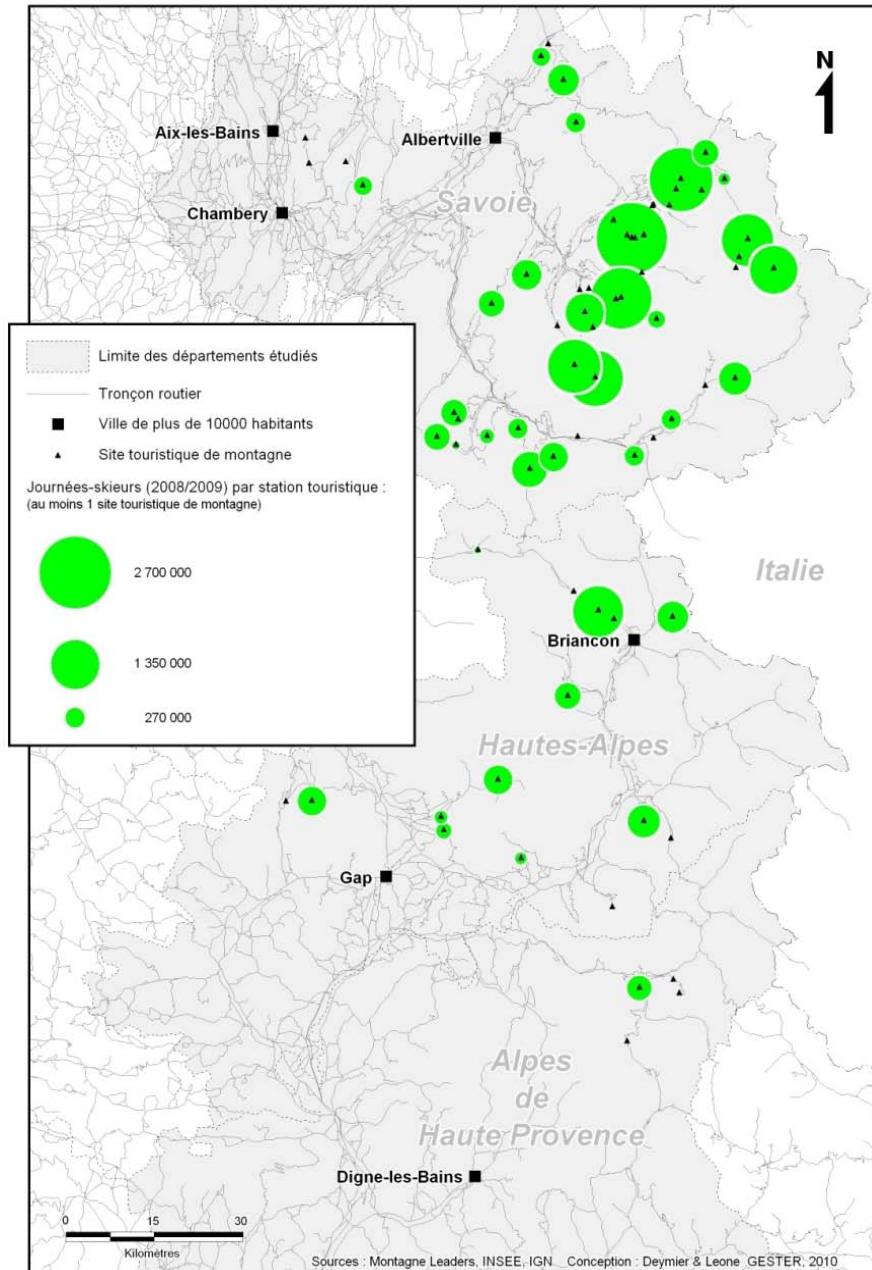 N
Aix-les-Bains
Albertville
Savoie
Chambery
Limite des départements étudiés
Tronçon routier
Ville de plus de 10000 habitants
Site touristique de montagne
Journées-skieurs (2008/2009) par station touristique :
(au moins 1 site touristique de montagne)
2 700 000
1 350 000
270 000
Italie
Briancon
Hautes-Alpes
Gap
Alpes
de
Haute Provence
Digne-les-Bains
0 15 30
Kilomètres
Sources : Montagne Leaders, INSEE, IGN Conception : Deymier & Leone GESTER, 2010